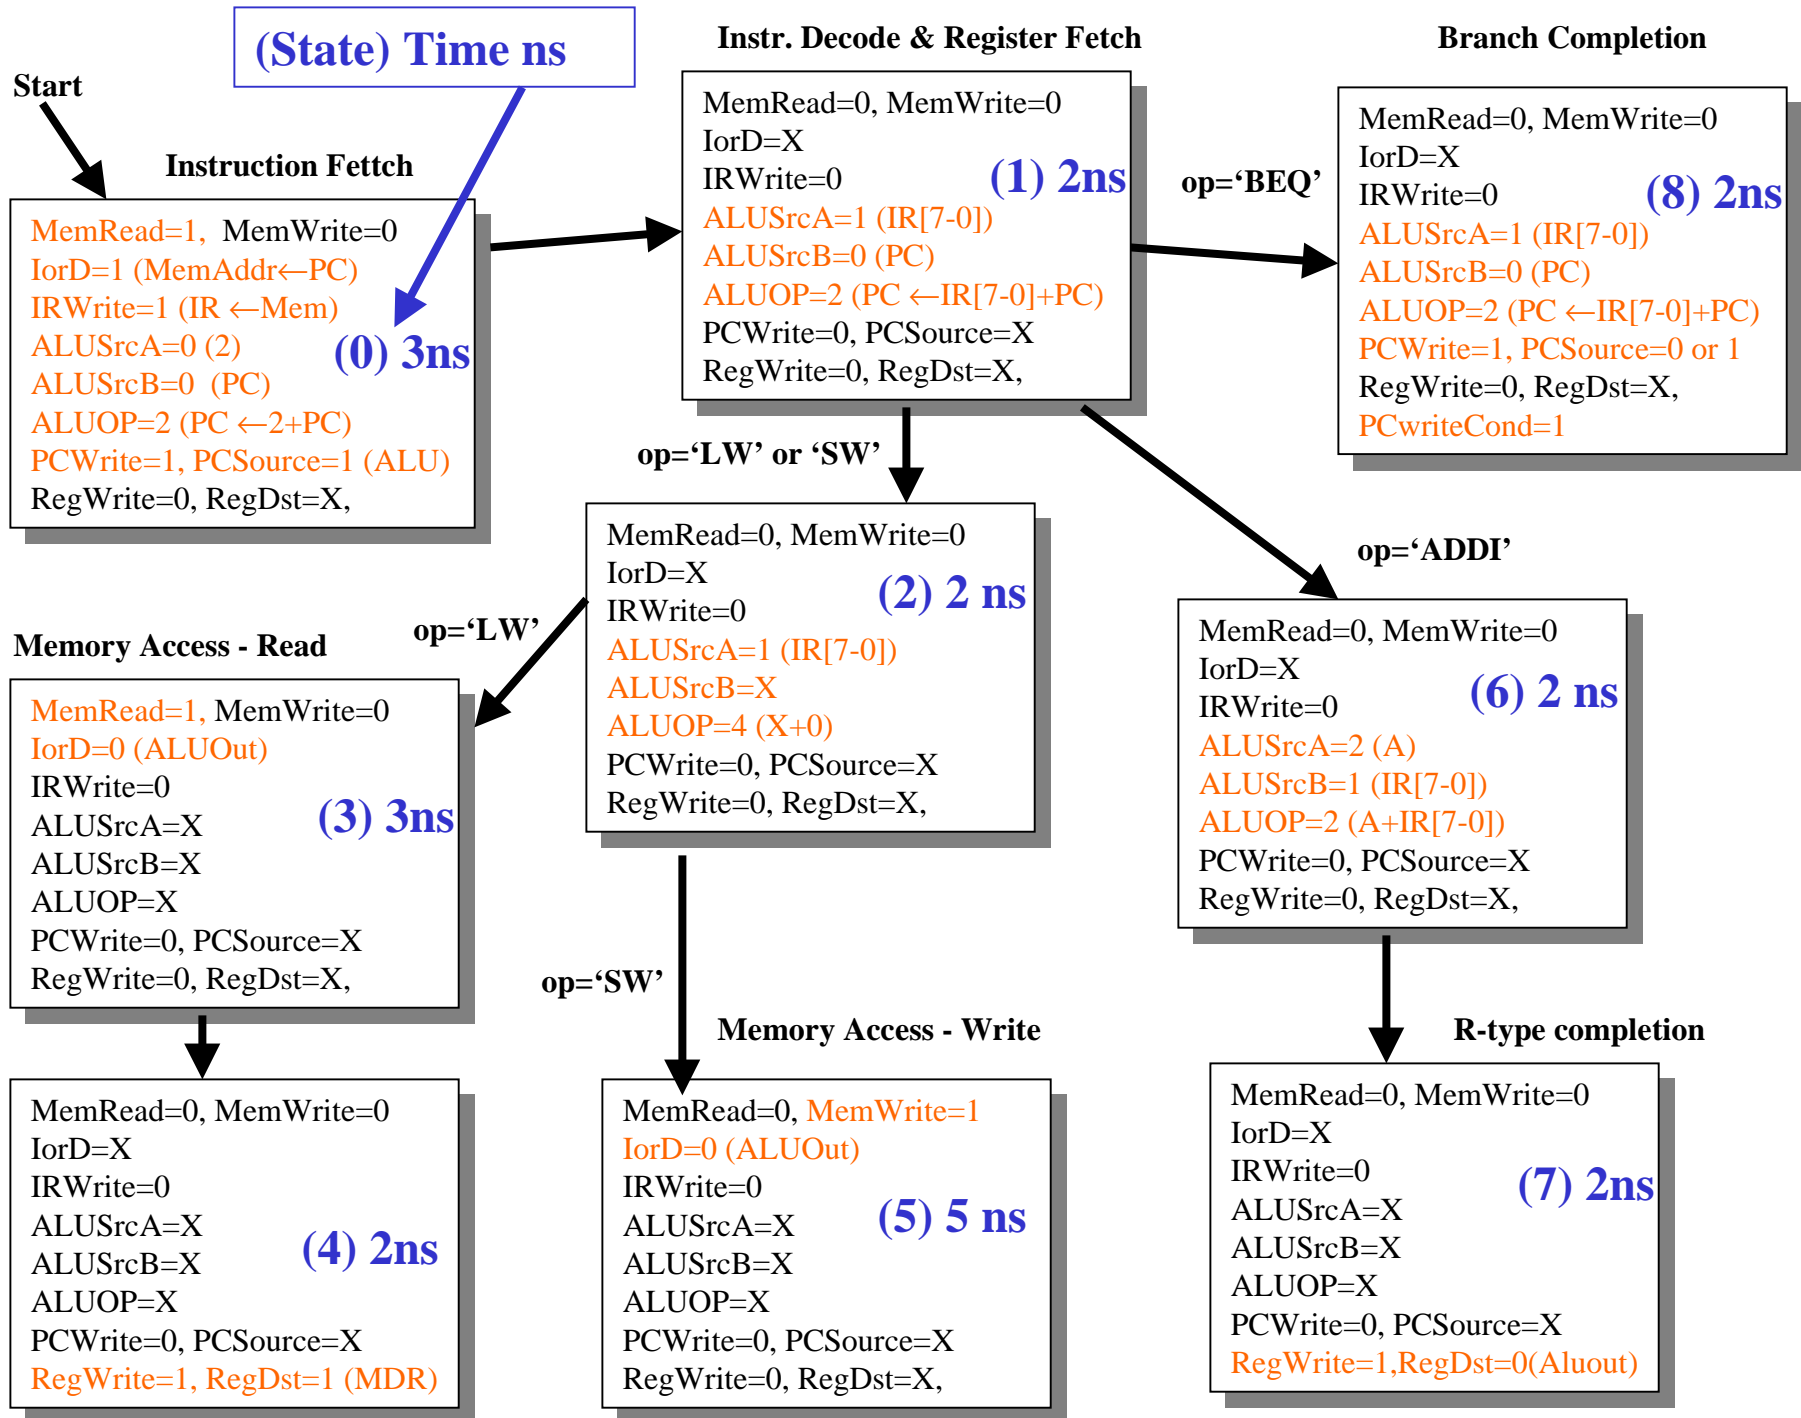 (State) Time ns
Start
Instruction Fettch
MemRead=1, MemWrite=0
IorD=1 (MemAddr←PC)
IRWrite=1 (IR ←Mem)
ALUSrcA=0 (2)
ALUSrcB=0 (PC)
ALUOP=2 (PC ←2+PC)
PCWrite=1, PCSource=1 (ALU)
RegWrite=0, RegDst=X,
(0) 3ns
Instr. Decode & Register Fetch
MemRead=0, MemWrite=0
IorD=X
IRWrite=0
ALUSrcA=1 (IR[7-0])
ALUSrcB=0 (PC)
ALUOP=2 (PC ←IR[7-0]+PC)
PCWrite=0, PCSource=X
RegWrite=0, RegDst=X,
(1) 2ns
op=‘BEQ’
Branch Completion
MemRead=0, MemWrite=0
IorD=X
IRWrite=0
ALUSrcA=1 (IR[7-0])
ALUSrcB=0 (PC)
ALUOP=2 (PC ←IR[7-0]+PC)
PCWrite=1, PCSource=0 or 1
RegWrite=0, RegDst=X,
PCwriteCond=1
(8) 2ns
op=‘LW’ or ‘SW’
MemRead=0, MemWrite=0
IorD=X
IRWrite=0
ALUSrcA=1 (IR[7-0])
ALUSrcB=X
ALUOP=4 (X+0)
PCWrite=0, PCSource=X
RegWrite=0, RegDst=X,
(2) 2 ns
op=‘ADDI’
MemRead=0, MemWrite=0
IorD=X
IRWrite=0
ALUSrcA=2 (A)
ALUSrcB=1 (IR[7-0])
ALUOP=2 (A+IR[7-0])
PCWrite=0, PCSource=X
RegWrite=0, RegDst=X,
(6) 2 ns
op=‘LW’
Memory Access - Read
MemRead=1, MemWrite=0
IorD=0 (ALUOut)
IRWrite=0
ALUSrcA=X
ALUSrcB=X
ALUOP=X
PCWrite=0, PCSource=X
RegWrite=0, RegDst=X,
(3) 3ns
MemRead=0, MemWrite=0
IorD=X
IRWrite=0
ALUSrcA=X
ALUSrcB=X
ALUOP=X
PCWrite=0, PCSource=X
RegWrite=1, RegDst=1 (MDR)
(4) 2ns
op=‘SW’
Memory Access - Write
MemRead=0, MemWrite=1
IorD=0 (ALUOut)
IRWrite=0
ALUSrcA=X
ALUSrcB=X
ALUOP=X
PCWrite=0, PCSource=X
RegWrite=0, RegDst=X,
(5) 5 ns
R-type completion
MemRead=0, MemWrite=0
IorD=X
IRWrite=0
ALUSrcA=X
ALUSrcB=X
ALUOP=X
PCWrite=0, PCSource=X
RegWrite=1,RegDst=0(Aluout)
(7) 2ns